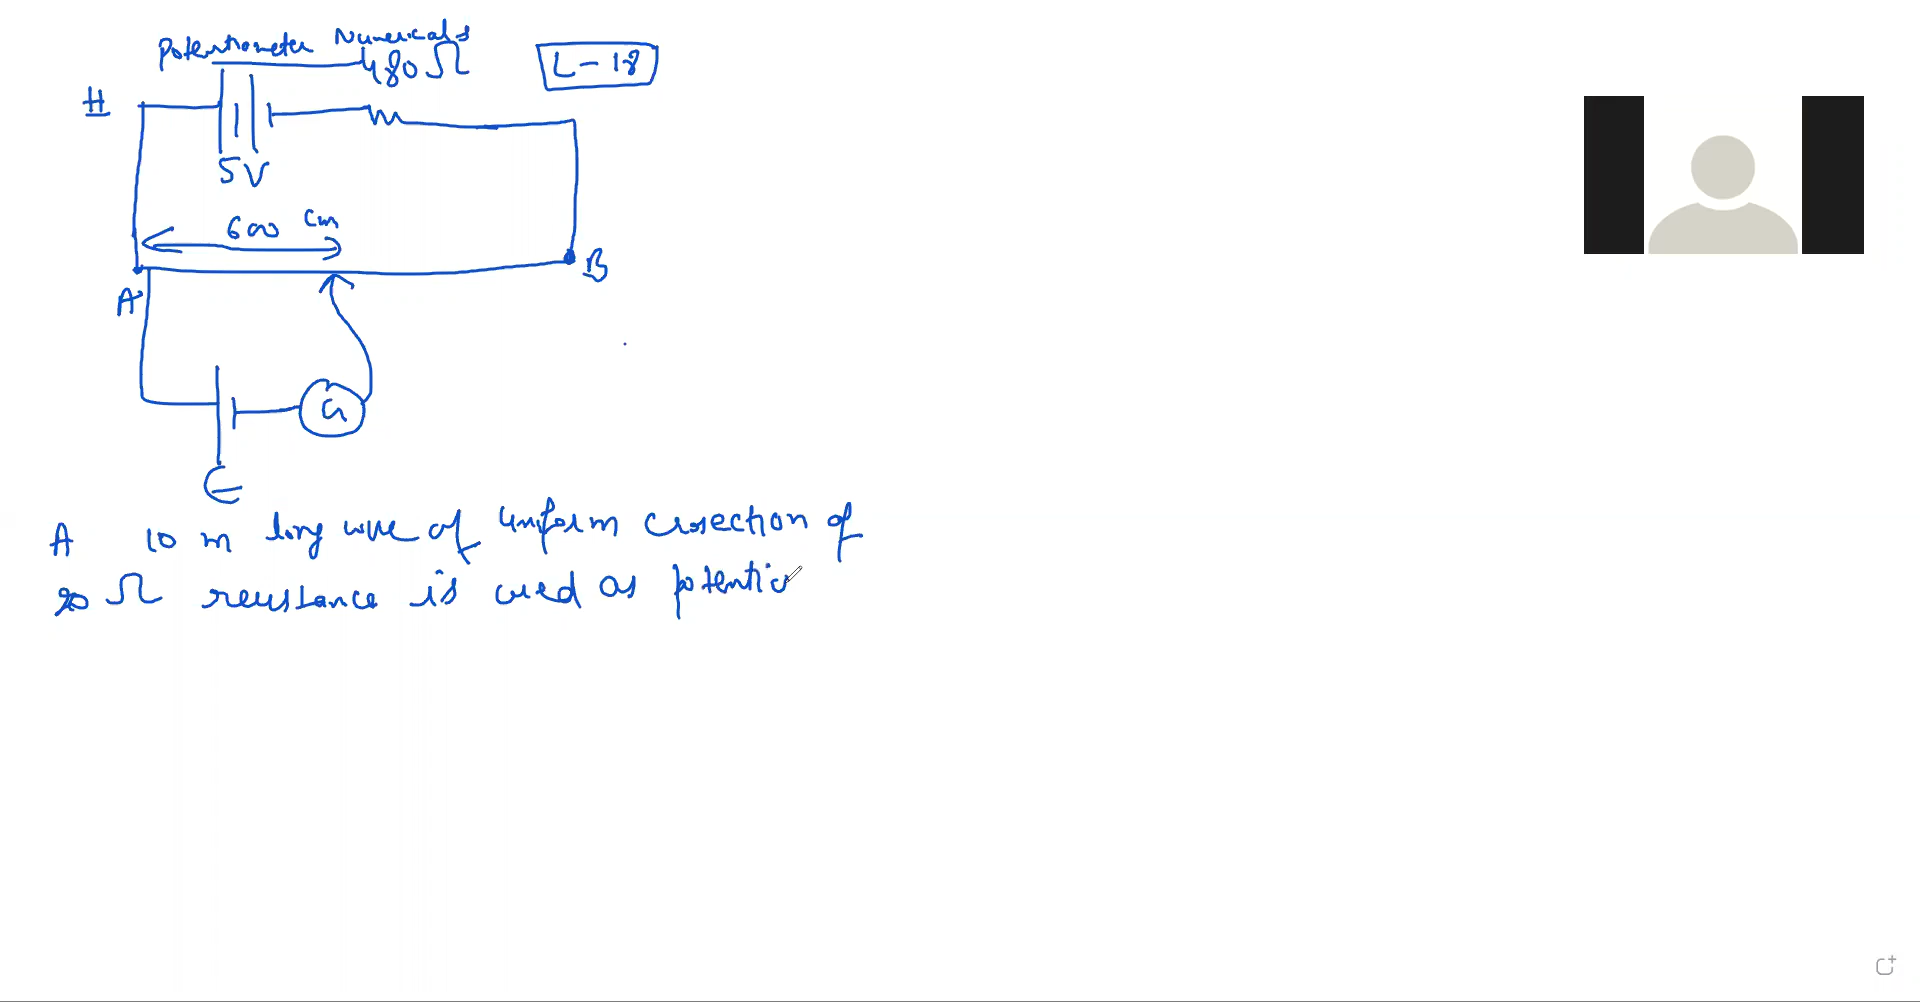 Potentiometer Numericals
480 Ω
L - 18
H
5V
600 cm
A
B
G
E
A 10 m long wire of uniform crosection of
20 Ω resistance is used as potentio